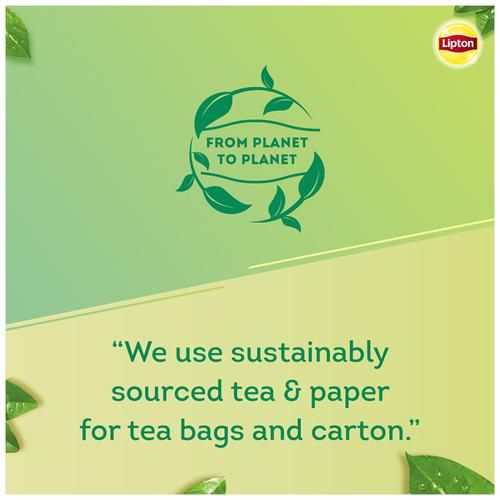 Lipton
FROM PLANET
TO PLANET
“We use sustainably
sourced tea & paper
for tea bags and carton.”